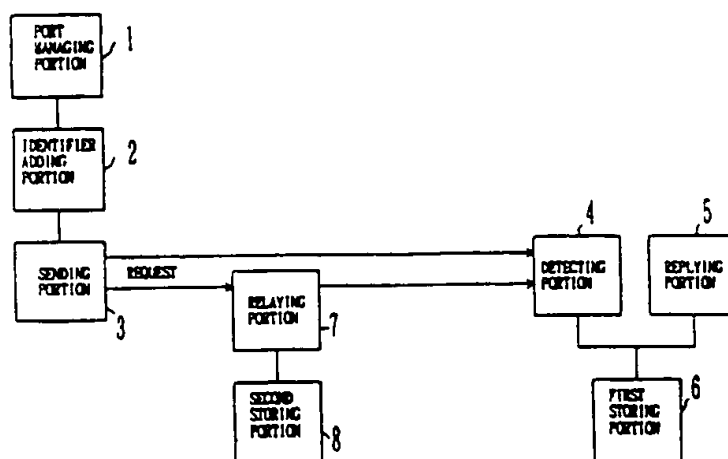 PORT
MANAGING
PORTION
1
IDENTIFIER
ADDING
PORTION
2
SENDING
PORTION
3
REQUEST
RELAYING
PORTION
7
SECOND
STORING
PORTION
8
4
DETECTING
PORTION
5
REPLYING
PORTION
FIRST
STORING
PORTION
6